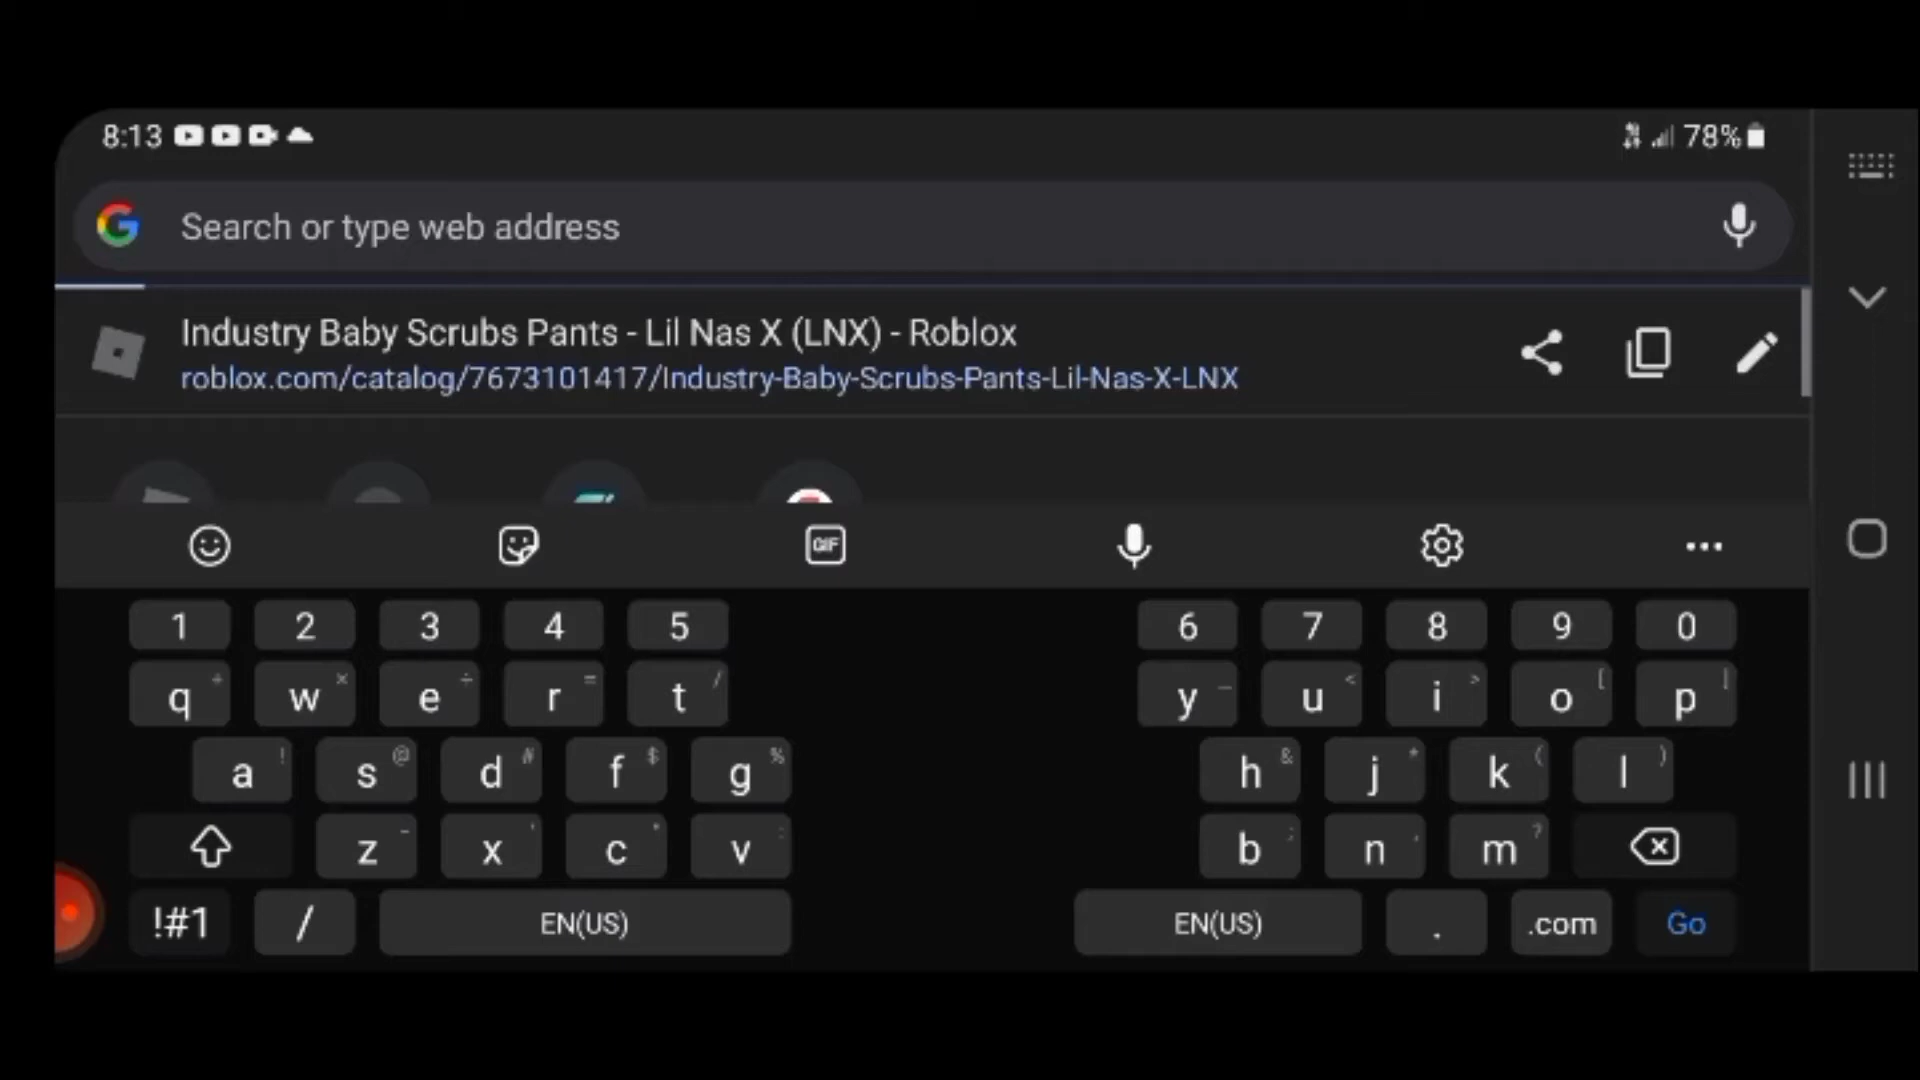 8:13 78%
Search or type web address
Industry Baby Scrubs Pants - Lil Nas X (LNX) - Roblox
roblox.com/catalog/7673101417/Industry-Baby-Scrubs-Pants-Lil-Nas-X-LNX
GIF
1 2 3 4 5 6 7 8 9 0
q w e r t y u i o p
a s d f g h j k l
z x c v b n m
!#1 / EN(US) EN(US) . .com Go